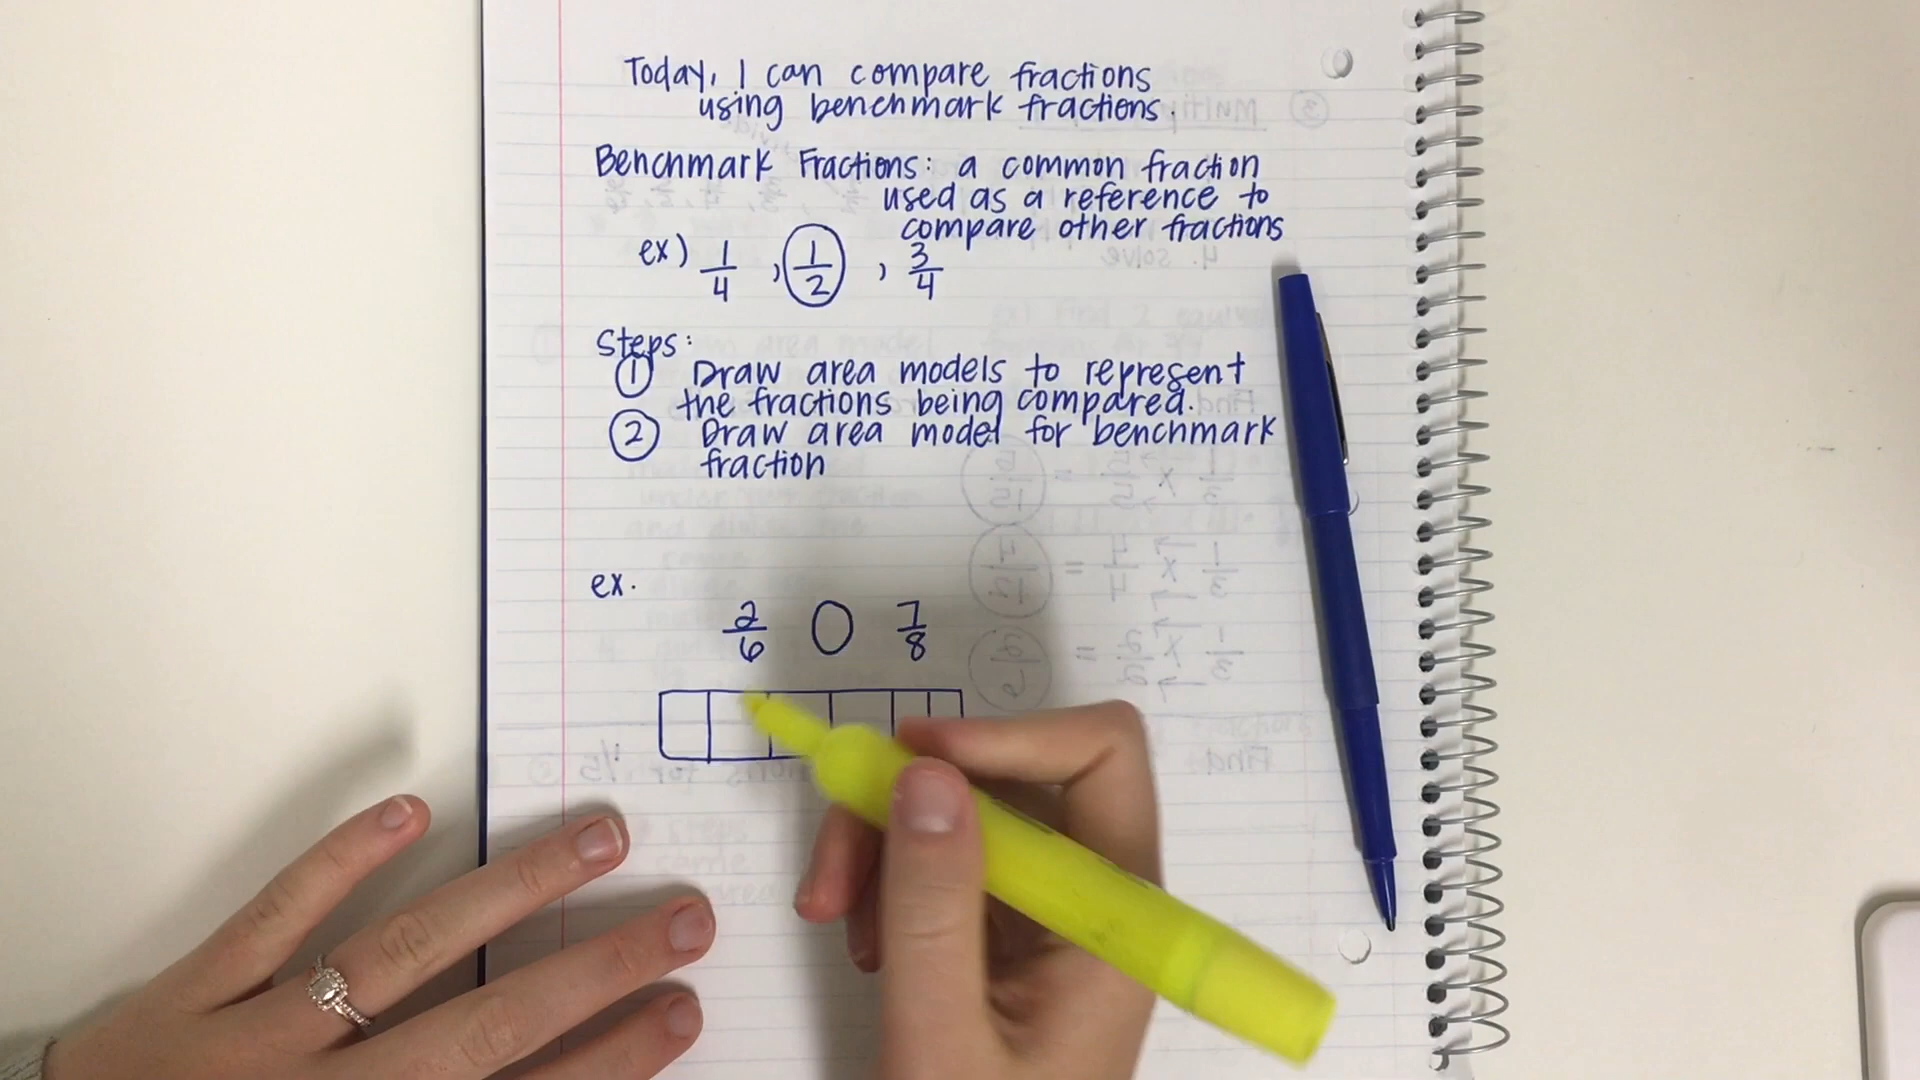 Today, I can compare fractions
using benchmark fractions.
Benchmark Fractions: a common fraction
used as a reference to
compare other fractions
ex) 1/4, 1/2, 3/4
Steps:
① Draw area models to represent
the fractions being compared.
② Draw area model for benchmark
fraction
ex.
2/6 ○ 7/8